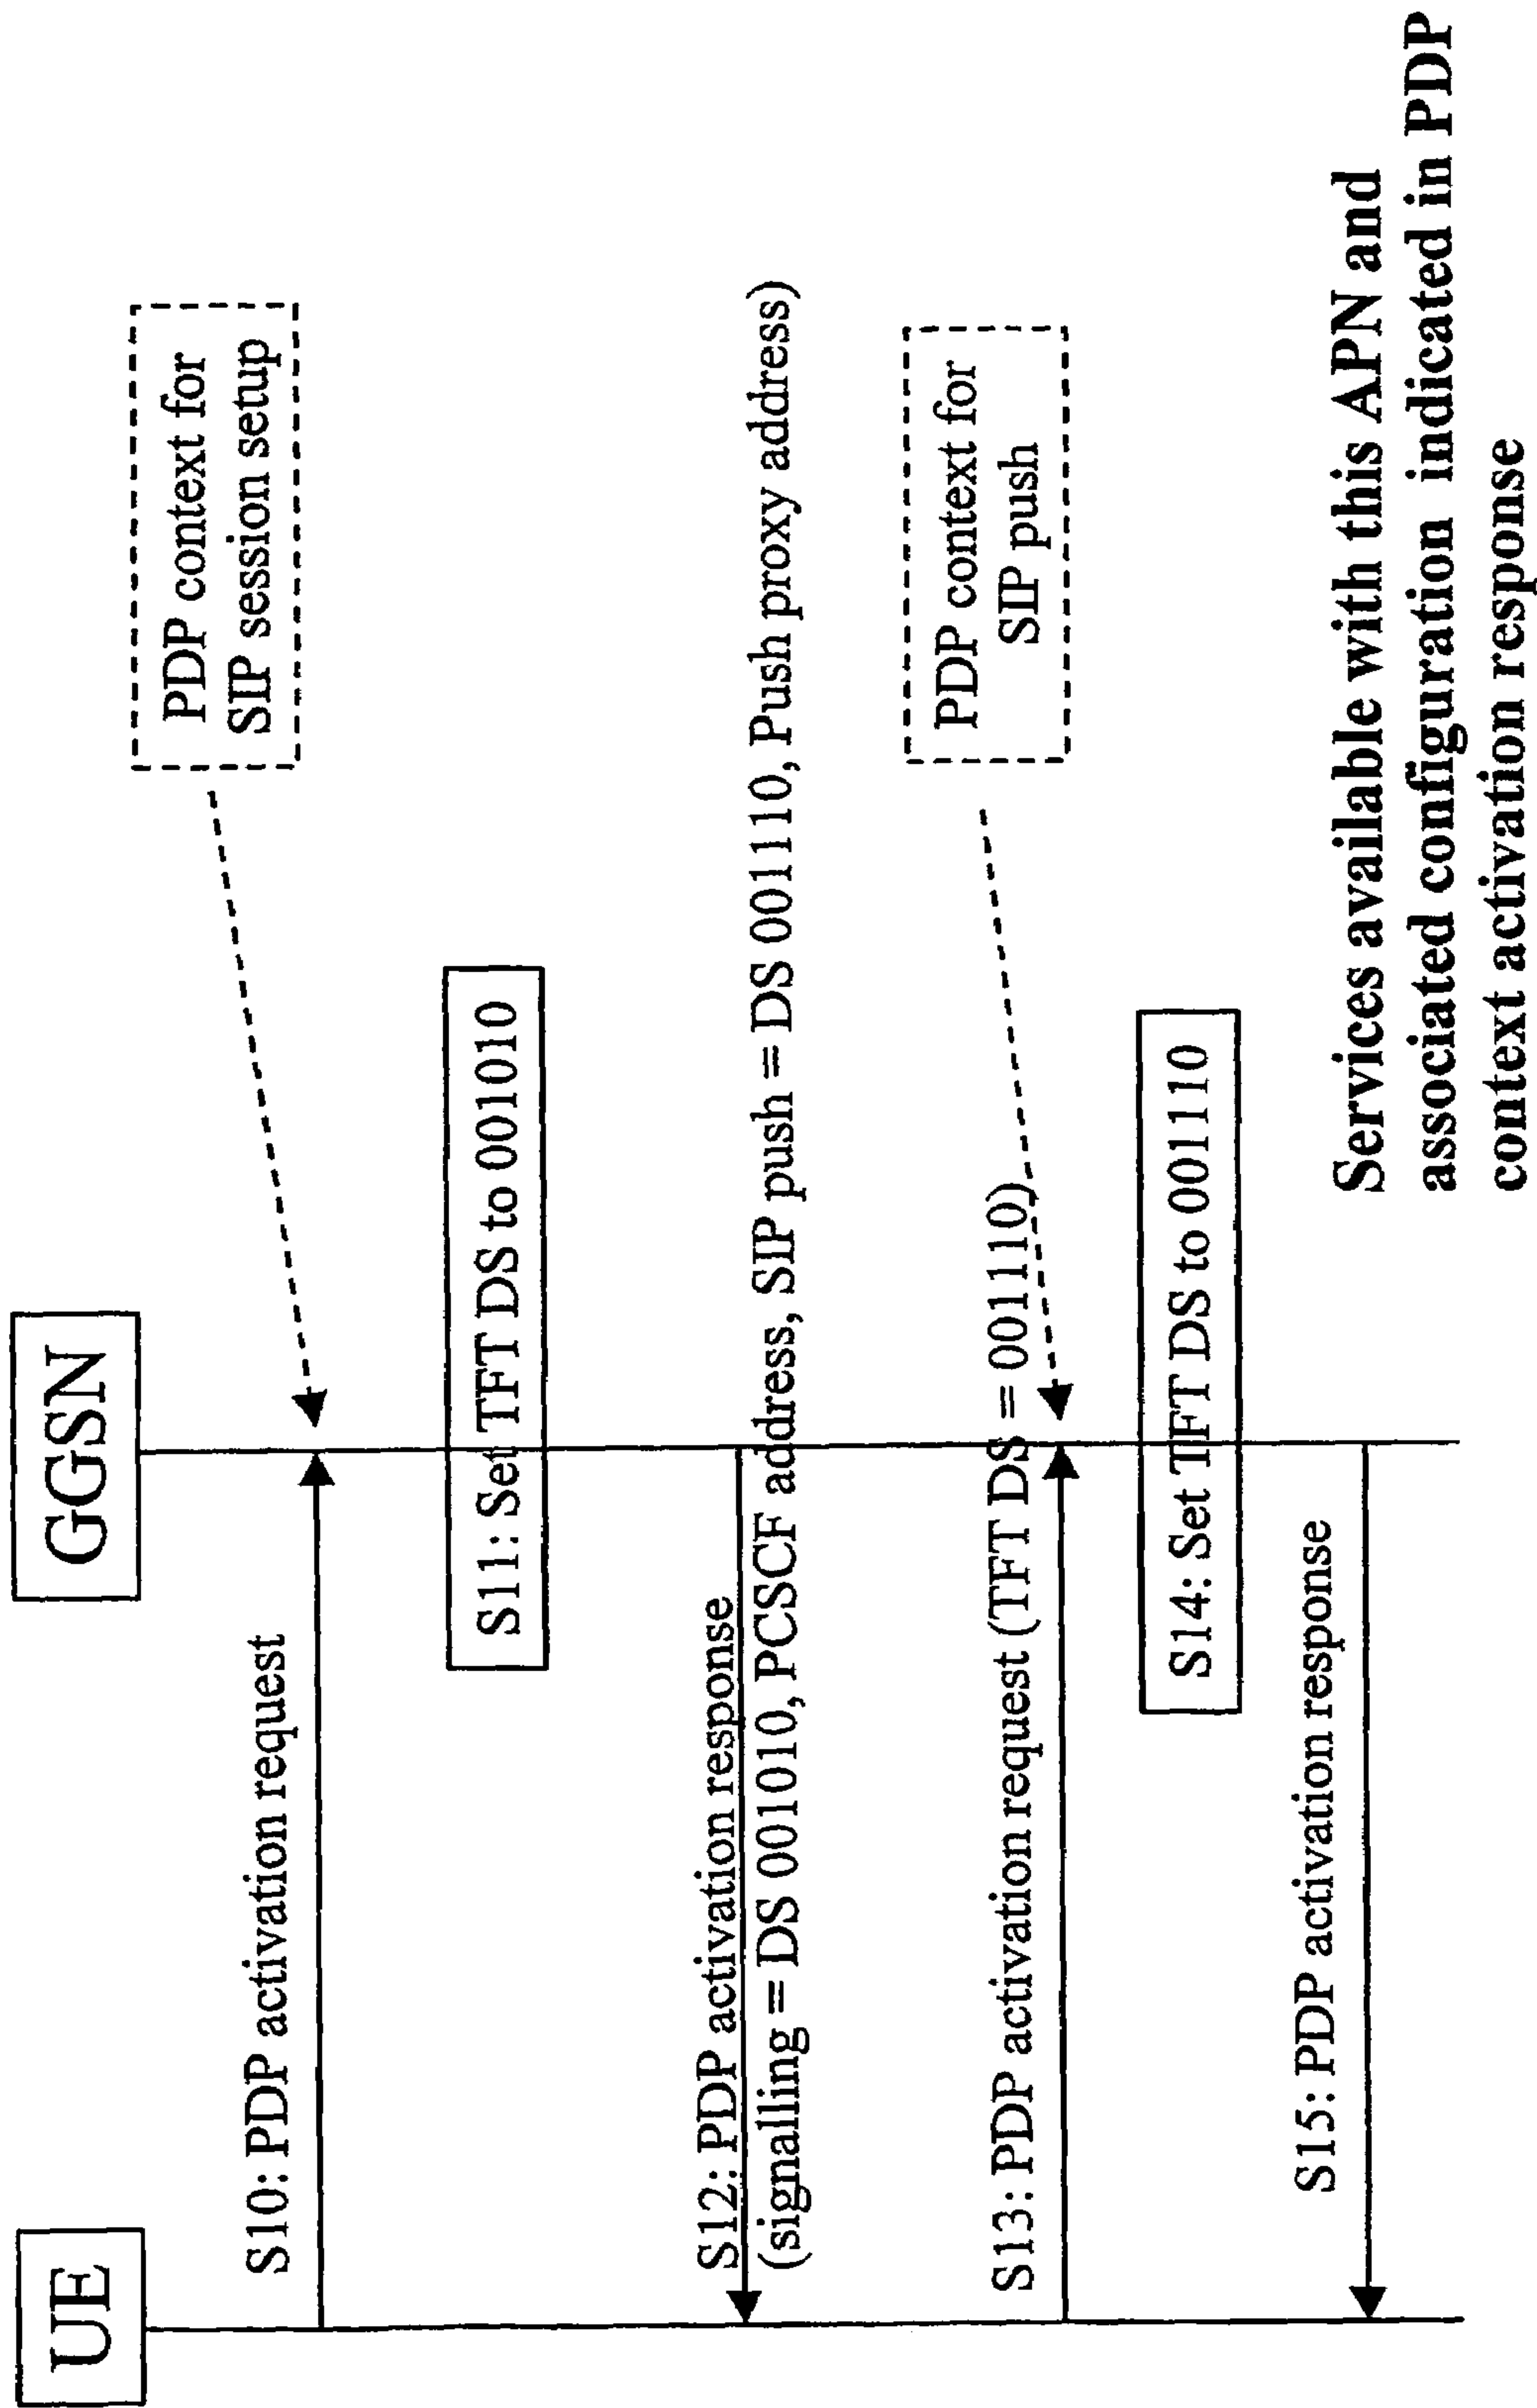 UE
GGSN
S10: PDP activation request
PDP context for
SIP session setup
S11: Set TFT DS to 001010
S12: PDP activation response
(signalling = DS 001010, PCSCF address, SIP push = DS 001110, Push proxy address)
PDP context for
SIP push
S13: PDP activation request (TFT DS = 001110)
S14: Set TFT DS to 001110
S15: PDP activation response
Services available with this APN and
associated configuration indicated in PDP
context activation response